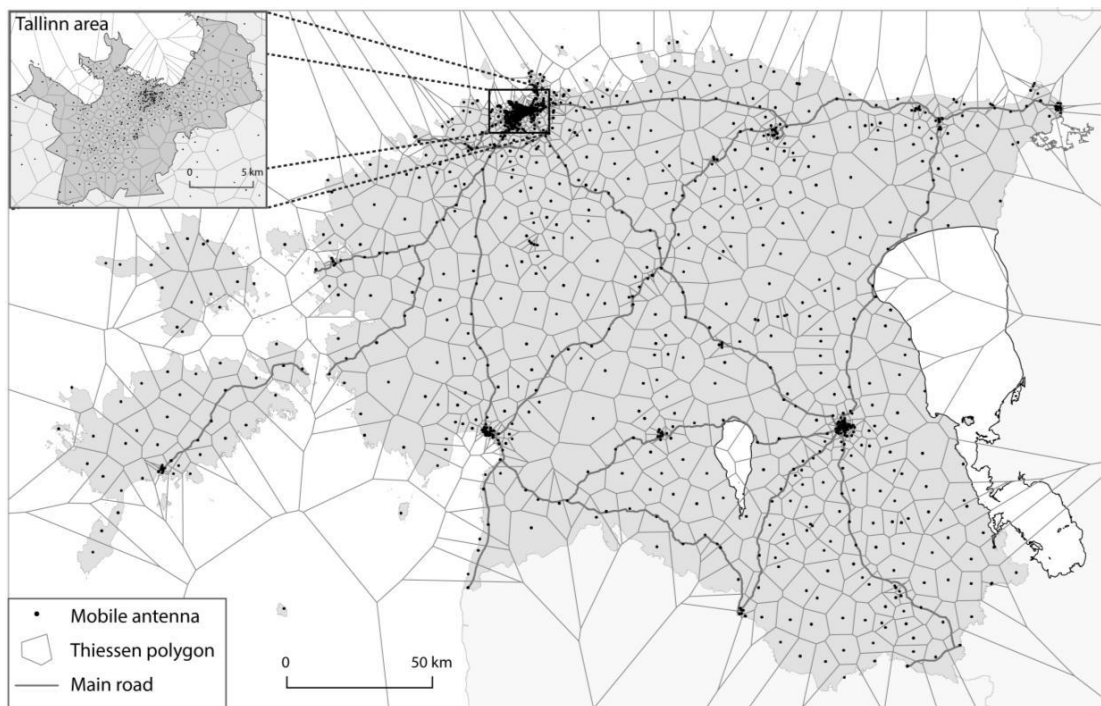 Tallinn area
0 5 km
Mobile antenna
Thiessen polygon
Main road
0 50 km